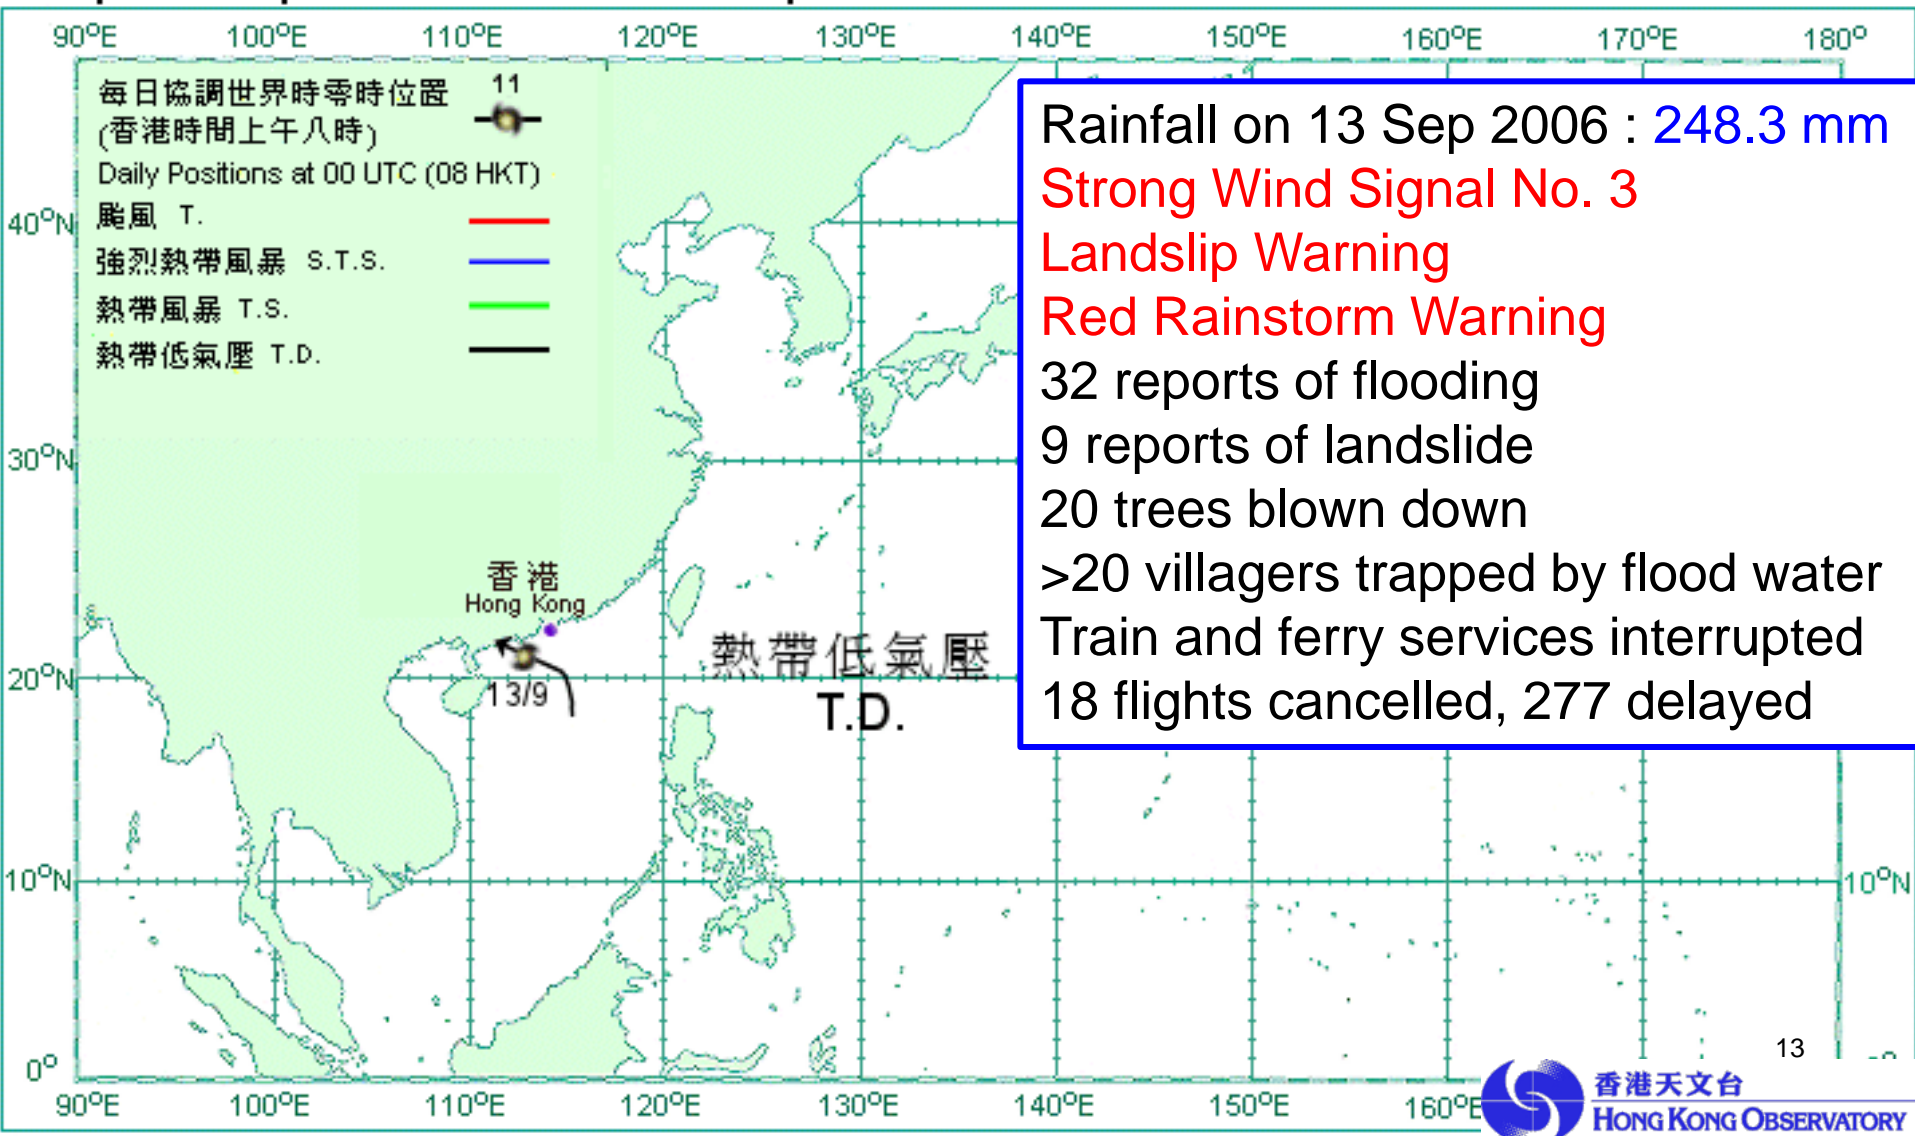 90°E 100°E 110°E 120°E 130°E 140°E 150°E 160°E 170°E 180°
每日協調世界時零時位置
11
(香港時間上午八時)
Daily Positions at 00 UTC (08 HKT)
颱風 T.
強烈熱帶風暴 S.T.S.
熱帶風暴 T.S.
熱帶低氣壓 T.D.
Rainfall on 13 Sep 2006 : 248.3 mm
Strong Wind Signal No. 3
Landslip Warning
Red Rainstorm Warning
32 reports of flooding
9 reports of landslide
20 trees blown down
>20 villagers trapped by flood water
Train and ferry services interrupted
18 flights cancelled, 277 delayed
40°N
30°N
20°N
10°N
0°
香港
Hong Kong
13/9
熱帶低氣壓
T.D.
10°N
13
90°E 100°E 110°E 120°E 130°E 140°E 150°E 160°E
香港天文台
HONG KONG OBSERVATORY